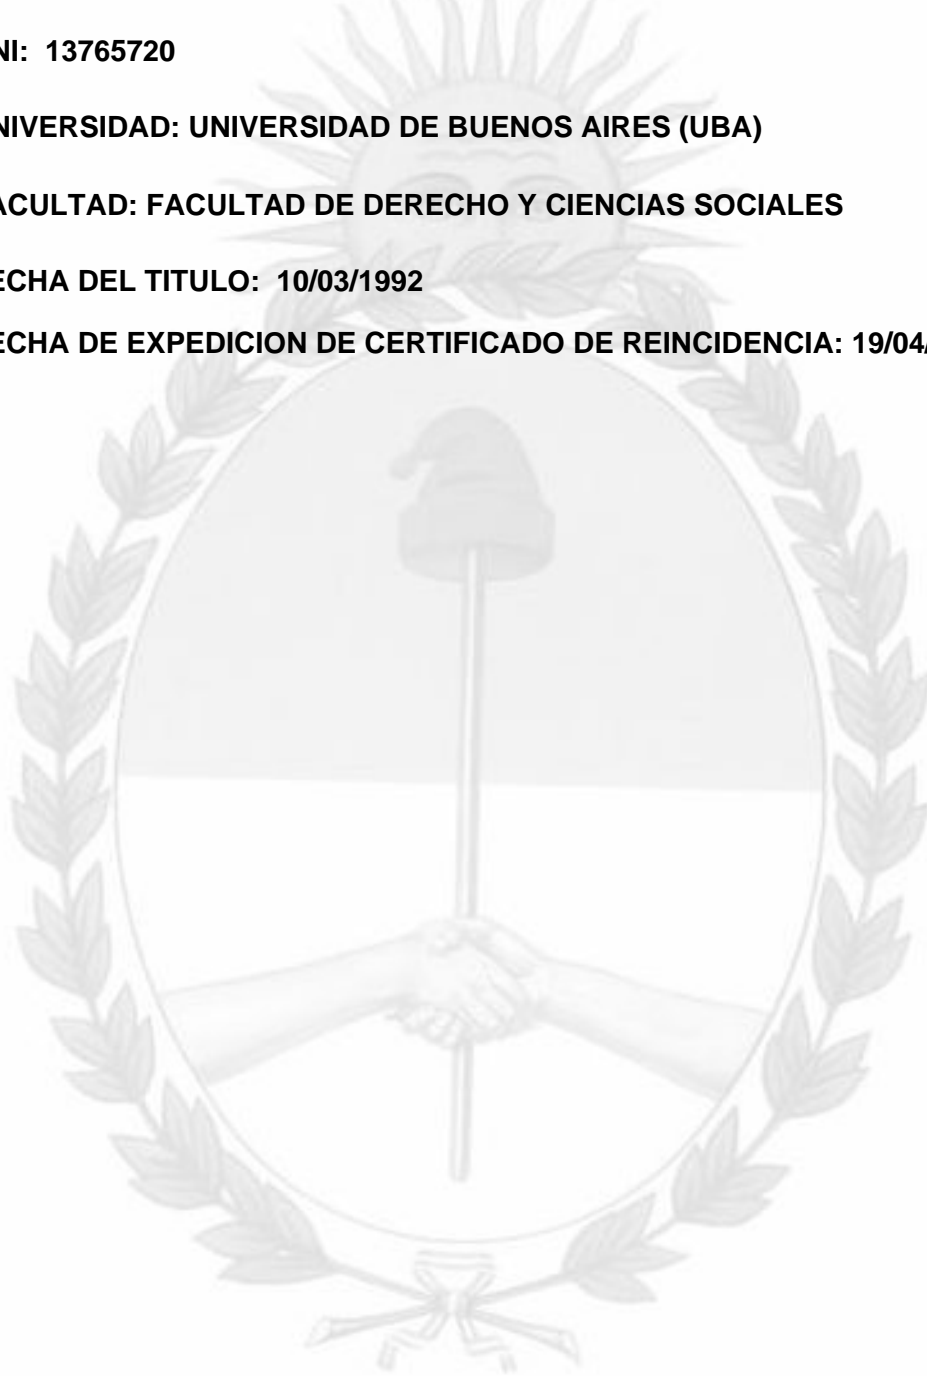 NI: 13765720
NIVERSIDAD: UNIVERSIDAD DE BUENOS AIRES (UBA)
ACULTAD: FACULTAD DE DERECHO Y CIENCIAS SOCIALES
ECHA DEL TITULO: 10/03/1992
ECHA DE EXPEDICION DE CERTIFICADO DE REINCIDENCIA: 19/04/